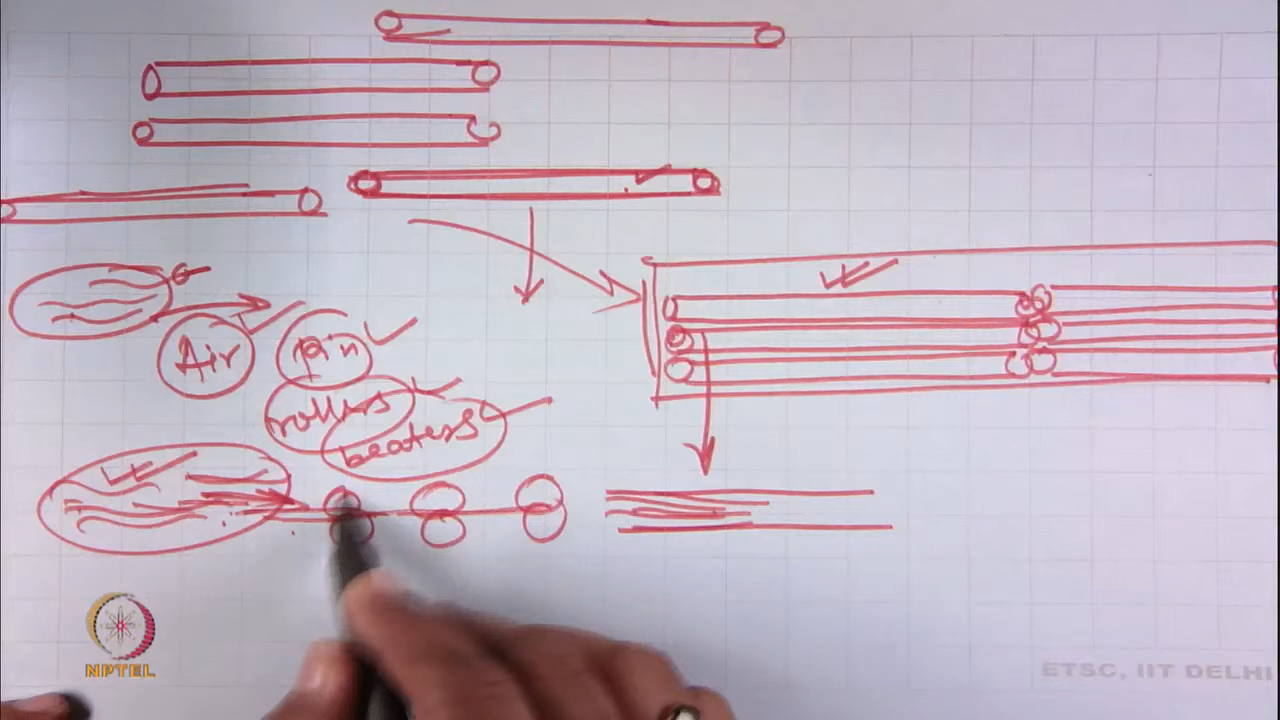 Air
pin
rollers
beaters
NPTEL
ETSC, IIT DELHI